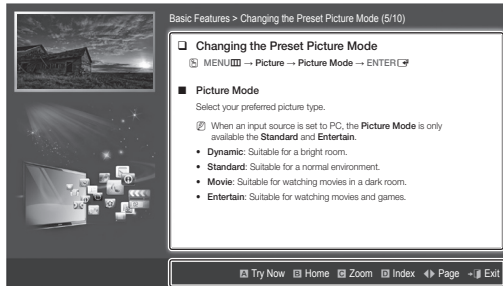 Basic Features > Changing the Preset Picture Mode (5/10)
❑ Changing the Preset Picture Mode
MENU → Picture → Picture Mode → ENTER
■ Picture Mode
Select your preferred picture type.
When an input source is set to PC, the Picture Mode is only
available the Standard and Entertain.
• Dynamic: Suitable for a bright room.
• Standard: Suitable for a normal environment.
• Movie: Suitable for watching movies in a dark room.
• Entertain: Suitable for watching movies and games.
A Try Now B Home C Zoom D Index ◀▶ Page Exit